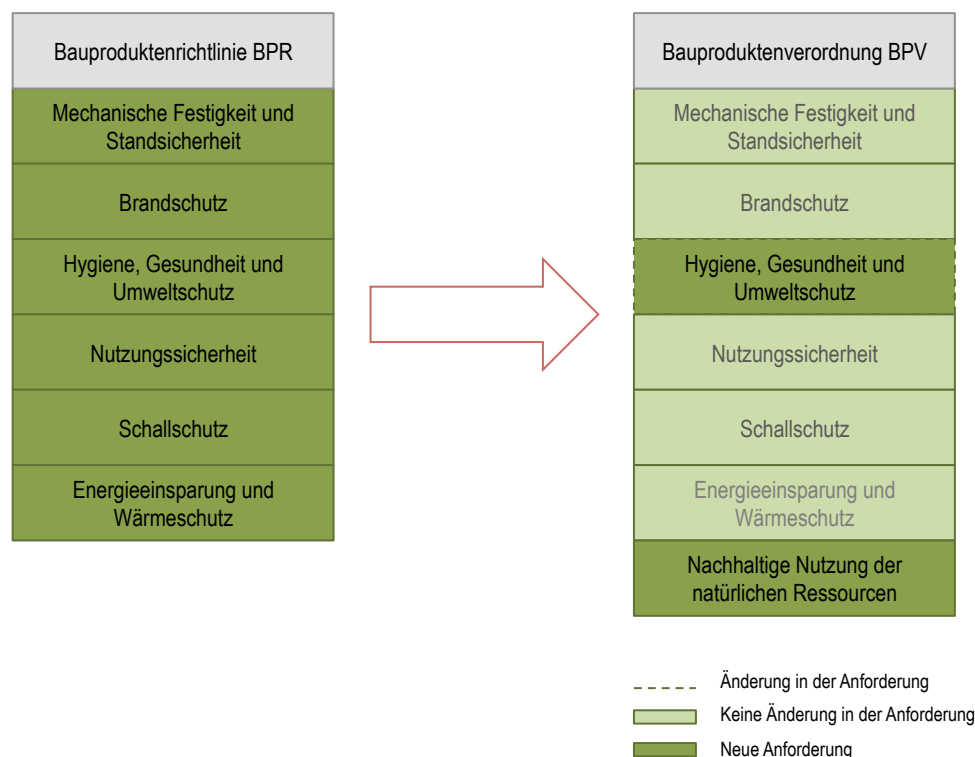 Bauproduktenrichtlinie BPR
Mechanische Festigkeit und
Standsicherheit
Brandschutz
Hygiene, Gesundheit und
Umweltschutz
Nutzungssicherheit
Schallschutz
Energieeinsparung und
Wärmeschutz
Bauproduktenverordnung BPV
Mechanische Festigkeit und
Standsicherheit
Brandschutz
Hygiene, Gesundheit und
Umweltschutz
Nutzungssicherheit
Schallschutz
Energieeinsparung und
Wärmeschutz
Nachhaltige Nutzung der
natürlichen Ressourcen
Änderung in der Anforderung
Keine Änderung in der Anforderung
Neue Anforderung